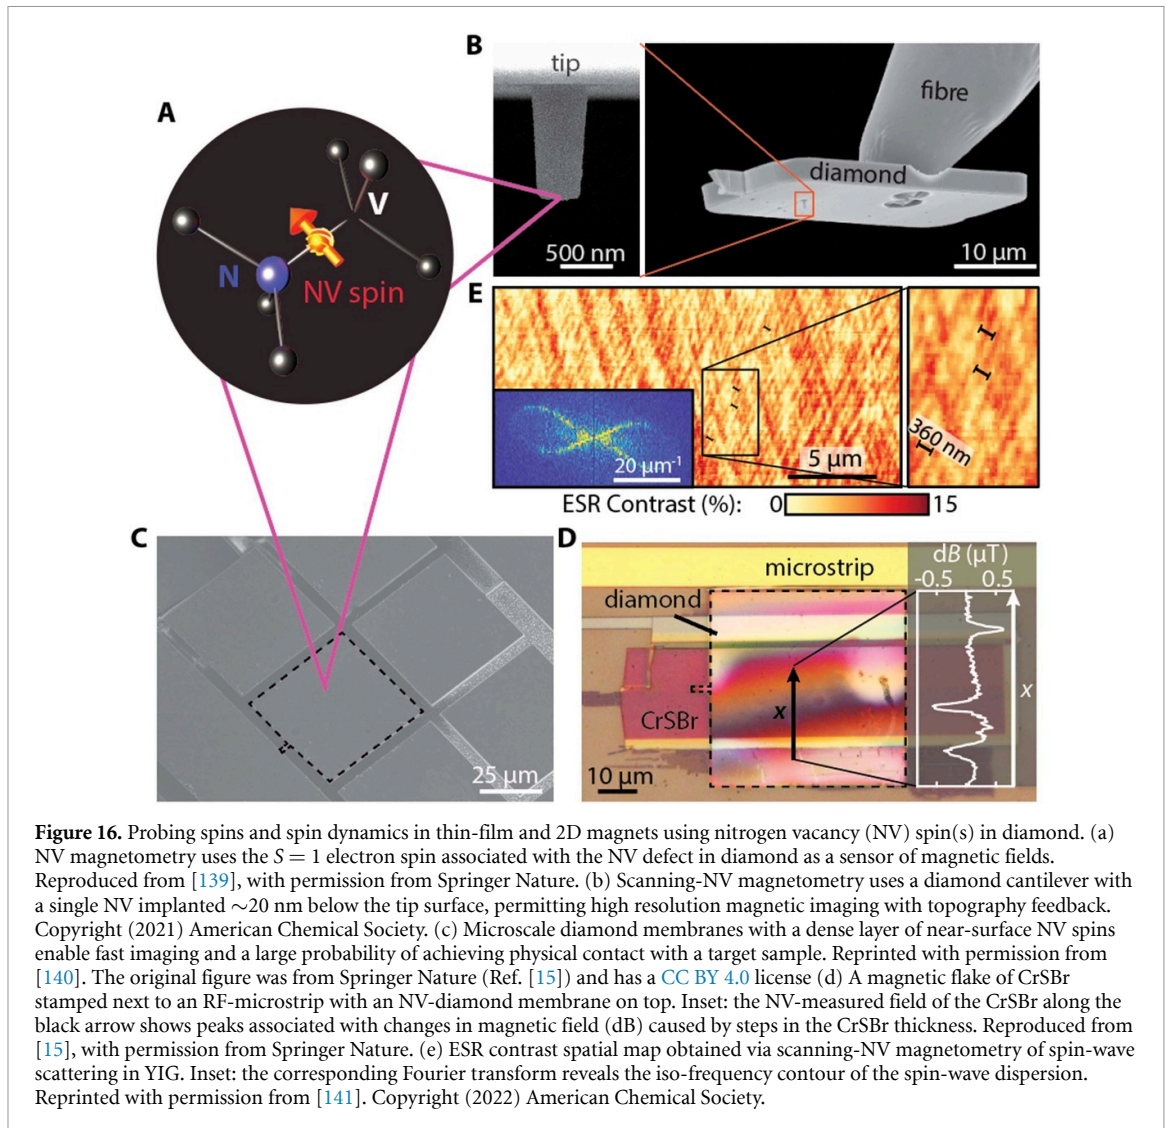 A
V
N
NV spin
B
tip
500 nm
fibre
diamond
10 μm
E
20 μm-1
5 μm
360 nm
ESR Contrast (%): 0 15
C
25 μm
D
microstrip
diamond
CrSBr
x
10 μm
dB (μT)
-0.5 0.5
x
Figure 16. Probing spins and spin dynamics in thin-film and 2D magnets using nitrogen vacancy (NV) spin(s) in diamond. (a)
NV magnetometry uses the S = 1 electron spin associated with the NV defect in diamond as a sensor of magnetic fields.
Reproduced from [139], with permission from Springer Nature. (b) Scanning-NV magnetometry uses a diamond cantilever with
a single NV implanted ∼20 nm below the tip surface, permitting high resolution magnetic imaging with topography feedback.
Copyright (2021) American Chemical Society. (c) Microscale diamond membranes with a dense layer of near-surface NV spins
enable fast imaging and a large probability of achieving physical contact with a target sample. Reprinted with permission from
[140]. The original figure was from Springer Nature (Ref. [15]) and has a CC BY 4.0 license (d) A magnetic flake of CrSBr
stamped next to an RF-microstrip with an NV-diamond membrane on top. Inset: the NV-measured field of the CrSBr along the
black arrow shows peaks associated with changes in magnetic field (dB) caused by steps in the CrSBr thickness. Reproduced from
[15], with permission from Springer Nature. (e) ESR contrast spatial map obtained via scanning-NV magnetometry of spin-wave
scattering in YIG. Inset: the corresponding Fourier transform reveals the iso-frequency contour of the spin-wave dispersion.
Reprinted with permission from [141]. Copyright (2022) American Chemical Society.